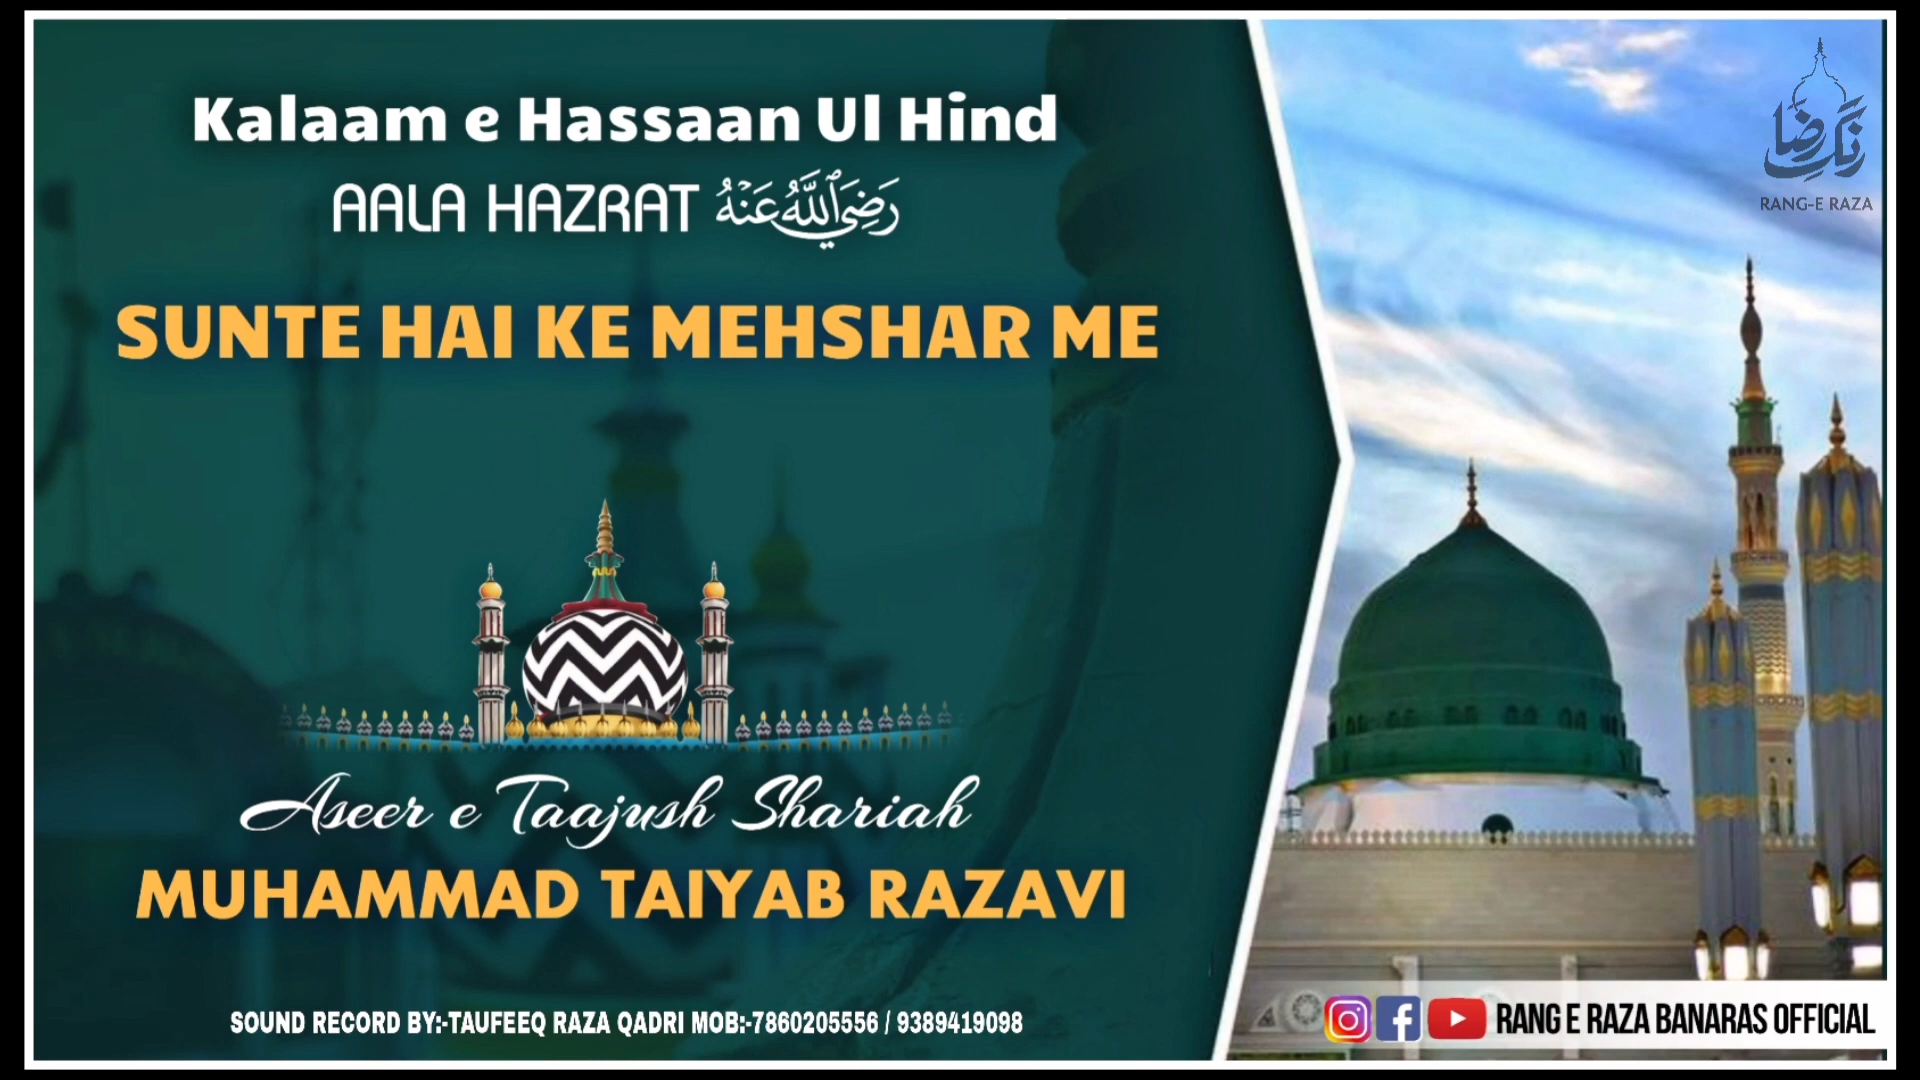 Kalaam e Hassaan Ul Hind
AALA HAZRAT رَضِيَ اللّٰهُ عَنْهُ
SUNTE HAI KE MEHSHAR ME
Aseer e Taajush Shariah
MUHAMMAD TAIYAB RAZAVI
SOUND RECORD BY:-TAUFEEQ RAZA QADRI MOB:-7860205556 / 9389419098
رنگِ رضا
RANG-E RAZA
RANG E RAZA BANARAS OFFICIAL